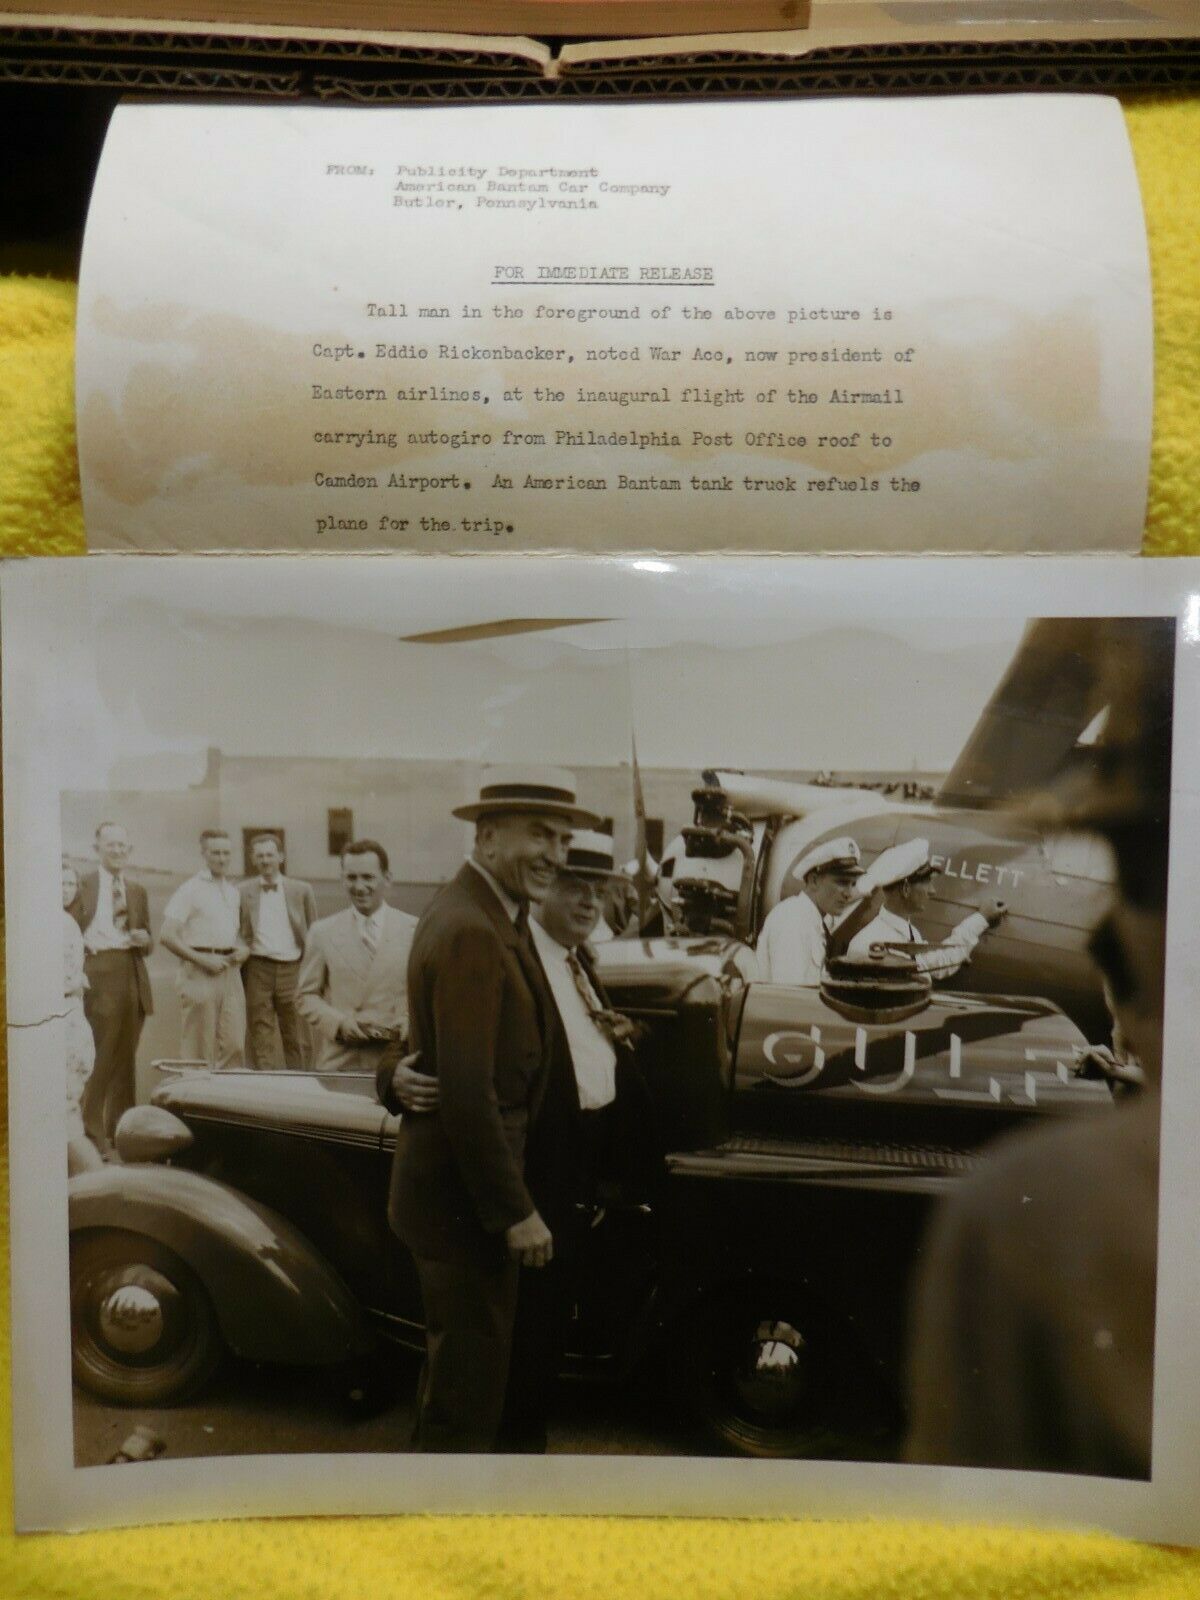 FROM: Publicity Department
American Bantam Car Company
Butler, Pennsylvania
FOR IMMEDIATE RELEASE
Tall man in the foreground of the above picture is
Capt. Eddie Rickenbacker, noted War Ace, now president of
Eastern airlines, at the inaugural flight of the Airmail
carrying autogiro from Philadelphia Post Office roof to
Camden Airport. An American Bantam tank truck refuels the
plane for the trip.
ELLETT
GULF